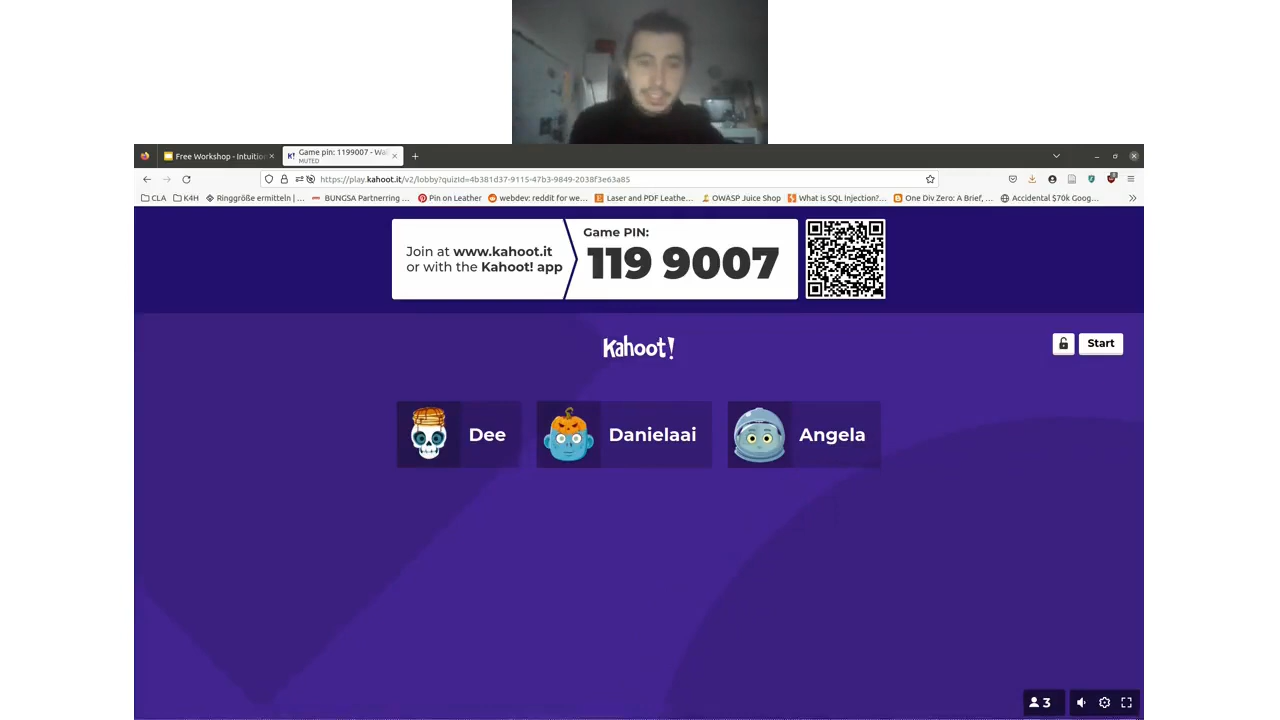 Free Workshop - Intuition
Game pin: 1199007 - Wai
MUTED
https://play.kahoot.it/v2/lobby?quizId=4b381d37-9115-47b3-9849-2038f3e63a85
CLA
K4H
Ringgröße ermitteln | ...
BUNGSA Partnerring ...
Pin on Leather
webdev: reddit for we...
Laser and PDF Leathe...
OWASP Juice Shop
What is SQL Injection?...
One Div Zero: A Brief, ...
Accidental $70k Goog...
Join at www.kahoot.it
or with the Kahoot! app
Game PIN:
119 9007
Kahoot!
Start
Dee
Danielaai
Angela
3